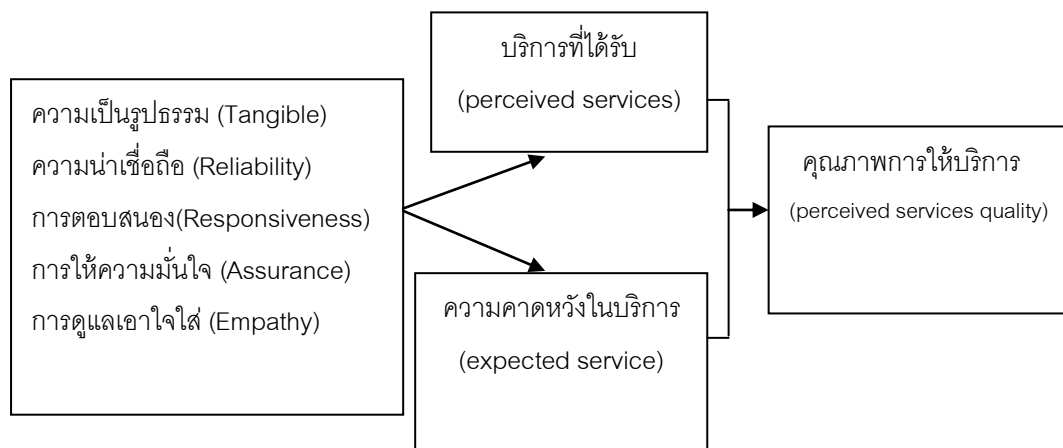 ความเป็นรูปธรรม (Tangible)
ความน่าเชื่อถือ (Reliability)
การตอบสนอง(Responsiveness)
การให้ความมั่นใจ (Assurance)
การดูแลเอาใจใส่ (Empathy)
บริการที่ได้รับ
(perceived services)
ความคาดหวังในบริการ
(expected service)
คุณภาพการให้บริการ
(perceived services quality)